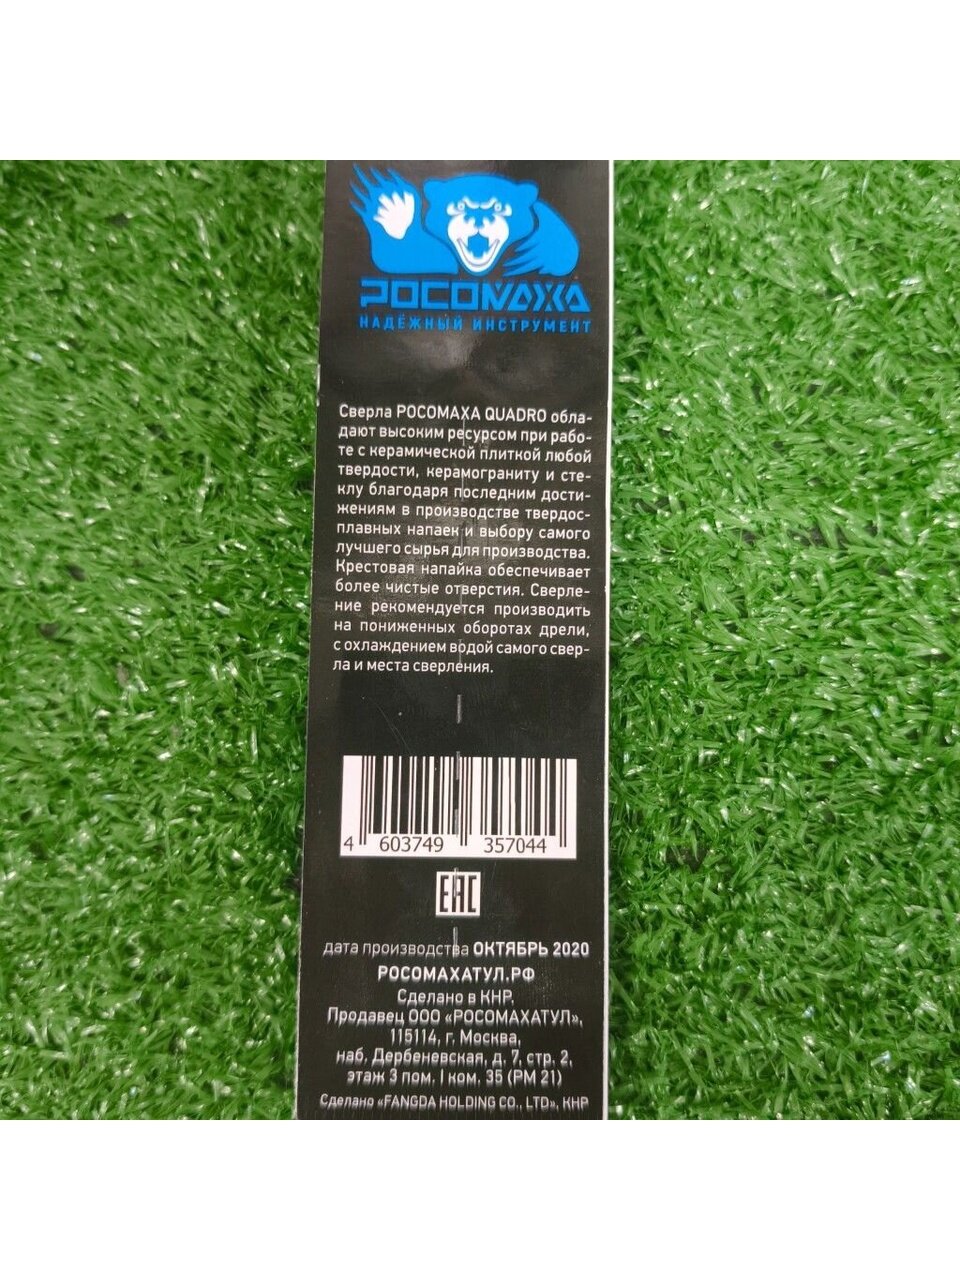 РОСОМАХА
НАДЁЖНЫЙ ИНСТРУМЕНТ
Сверла РОСОМАХА QUADRO обла-
дают высоким ресурсом при рабо-
те с керамической плиткой любой
твердости, керамограниту и сте-
клу благодаря последним дости-
жениям в производстве твердос-
плавных напаек и выбору самого
лучшего сырья для производства.
Крестовая напайка обеспечивает
более чистые отверстия. Сверле-
ние рекомендуется производить
на пониженных оборотах дрели,
с охлаждением водой самого свер-
ла и места сверления.
4 603749 357044
EAC
дата производства ОКТЯБРЬ 2020
РОСОМАХАТУЛ.РФ
Сделано в КНР.
Продавец ООО «РОСОМАХАТУЛ»,
115114, г. Москва,
наб. Дербеневская, д. 7, стр. 2,
этаж 3 пом. I ком. 35 (РМ 21)
Сделано «FANGDA HOLDING CO., LTD», КНР